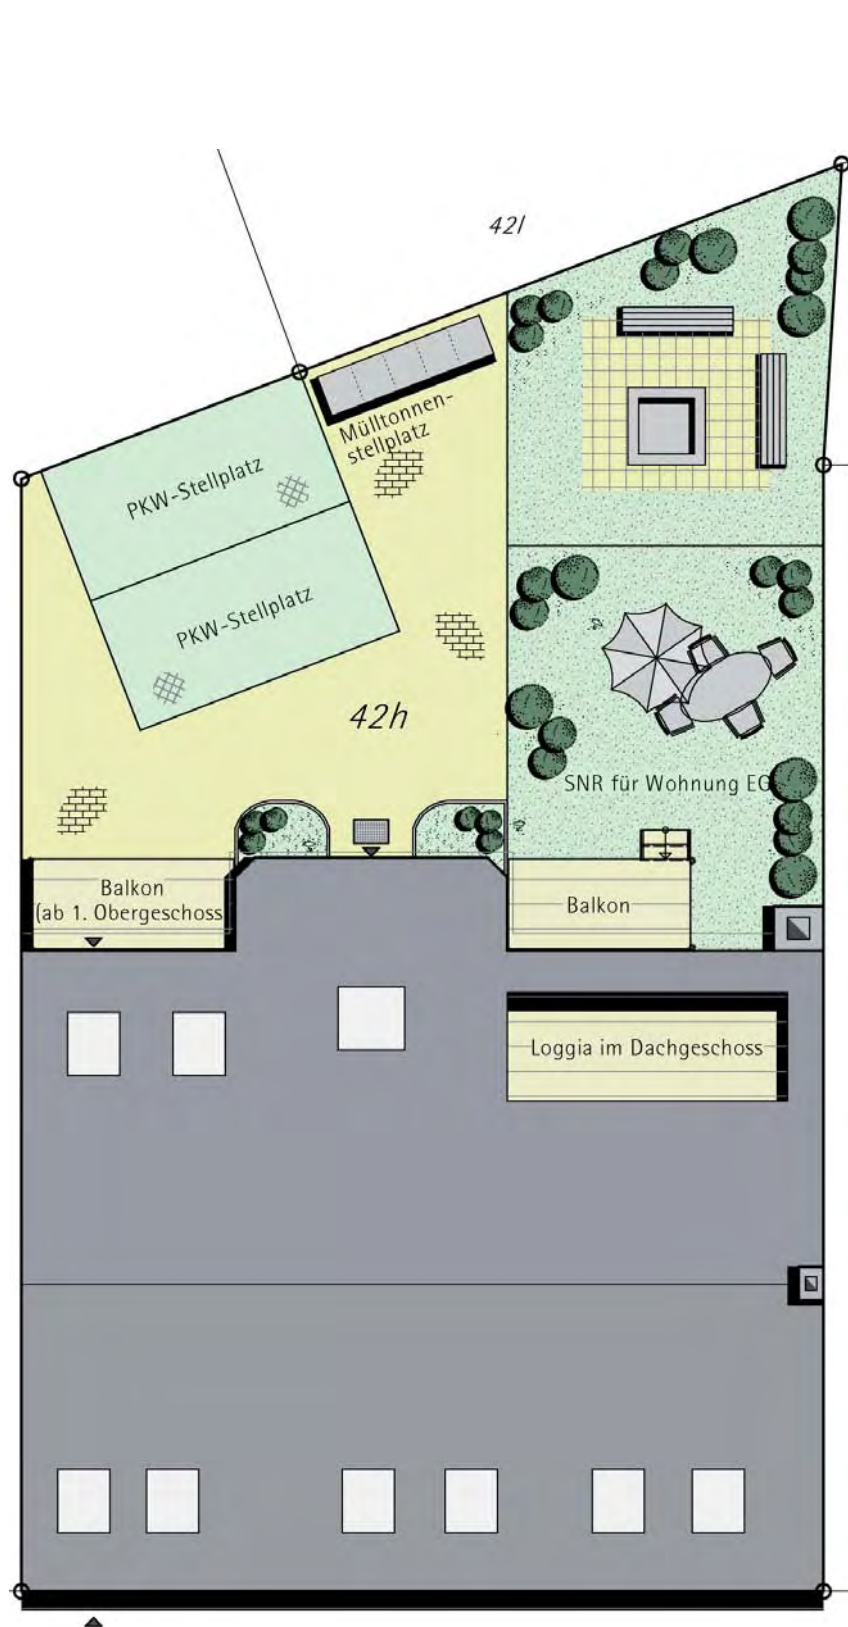 42l
Mülltonnen-
stellplatz
PKW-Stellplatz
PKW-Stellplatz
42h
SNR für Wohnung EG
Balkon
(ab 1. Obergeschoss
Balkon
Loggia im Dachgeschoss